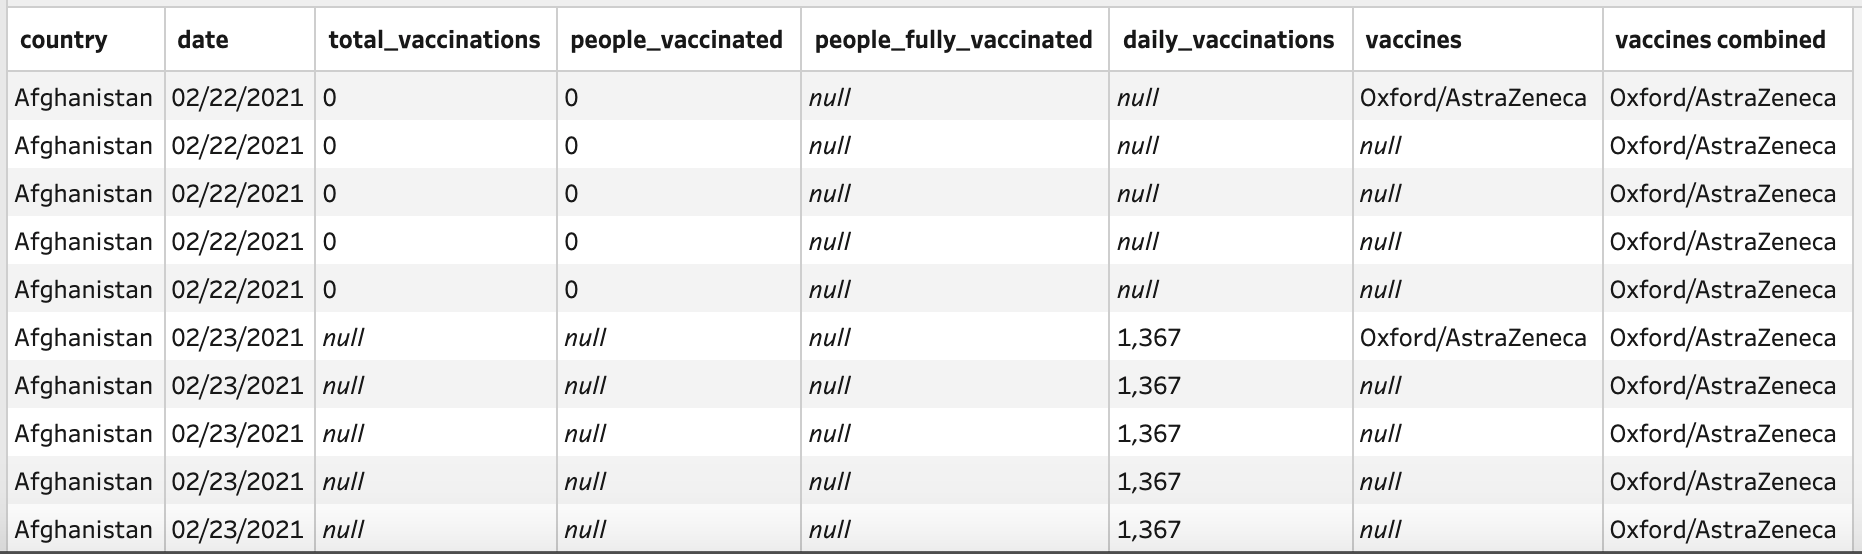 country date total_vaccinations people_vaccinated people_fully_vaccinated daily_vaccinations vaccines vaccines combined
Afghanistan 02/22/2021 0 0 null null Oxford/AstraZeneca Oxford/AstraZeneca
Afghanistan 02/22/2021 0 0 null null null Oxford/AstraZeneca
Afghanistan 02/22/2021 0 0 null null null Oxford/AstraZeneca
Afghanistan 02/22/2021 0 0 null null null Oxford/AstraZeneca
Afghanistan 02/22/2021 0 0 null null null Oxford/AstraZeneca
Afghanistan 02/23/2021 null null null 1,367 Oxford/AstraZeneca Oxford/AstraZeneca
Afghanistan 02/23/2021 null null null 1,367 null Oxford/AstraZeneca
Afghanistan 02/23/2021 null null null 1,367 null Oxford/AstraZeneca
Afghanistan 02/23/2021 null null null 1,367 null Oxford/AstraZeneca
Afghanistan 02/23/2021 null null null 1,367 null Oxford/AstraZeneca